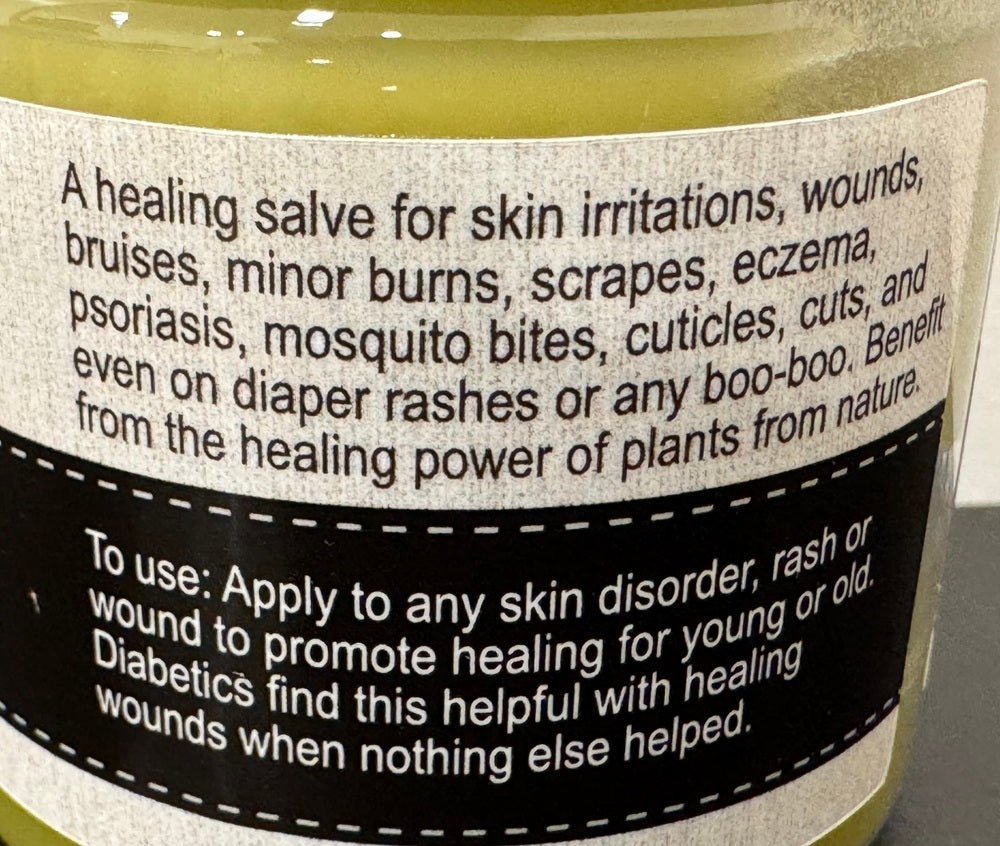 A healing salve for skin irritations, wounds,
bruises, minor burns, scrapes, eczema,
psoriasis, mosquito bites, cuticles, cuts, and
even on diaper rashes or any boo-boo. Benefit
from the healing power of plants from nature.
To use: Apply to any skin disorder, rash or
wound to promote healing for young or old.
Diabetics find this helpful with healing
wounds when nothing else helped.